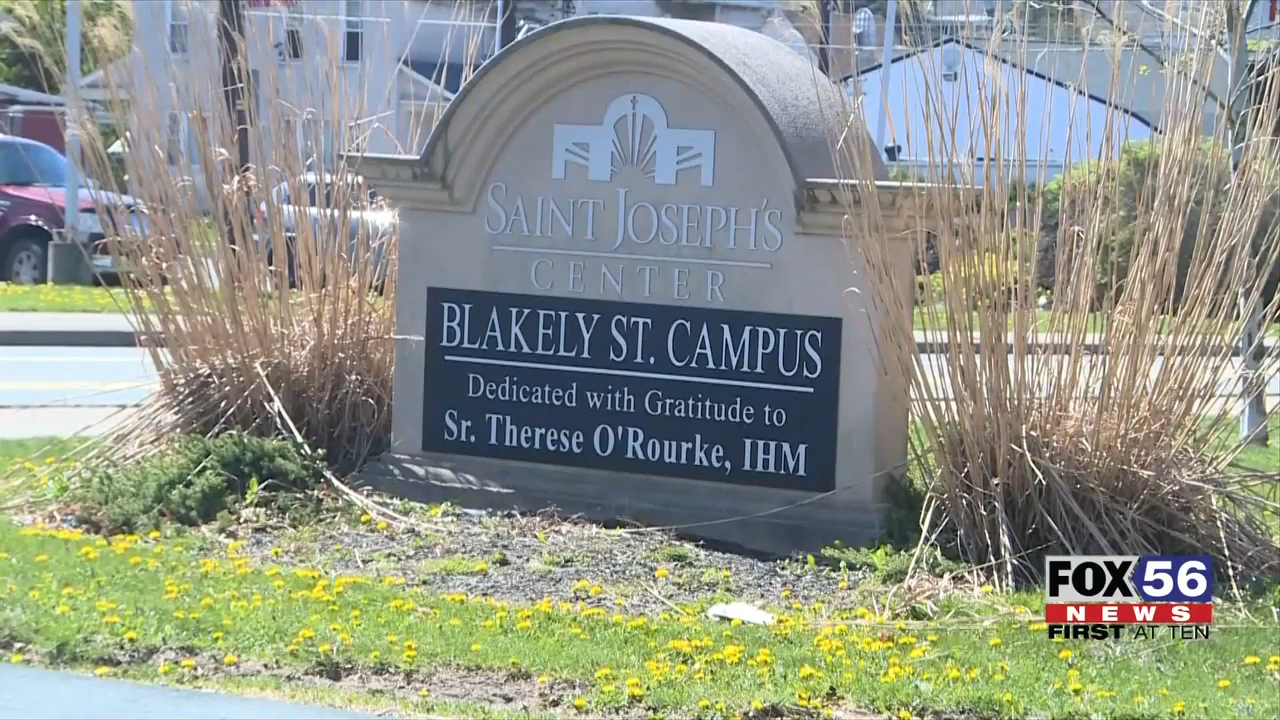 SAINT JOSEPH'S
CENTER
BLAKELY ST. CAMPUS
Dedicated with Gratitude to
Sr. Therese O'Rourke, IHM
FOX 56
NEWS
FIRST AT TEN